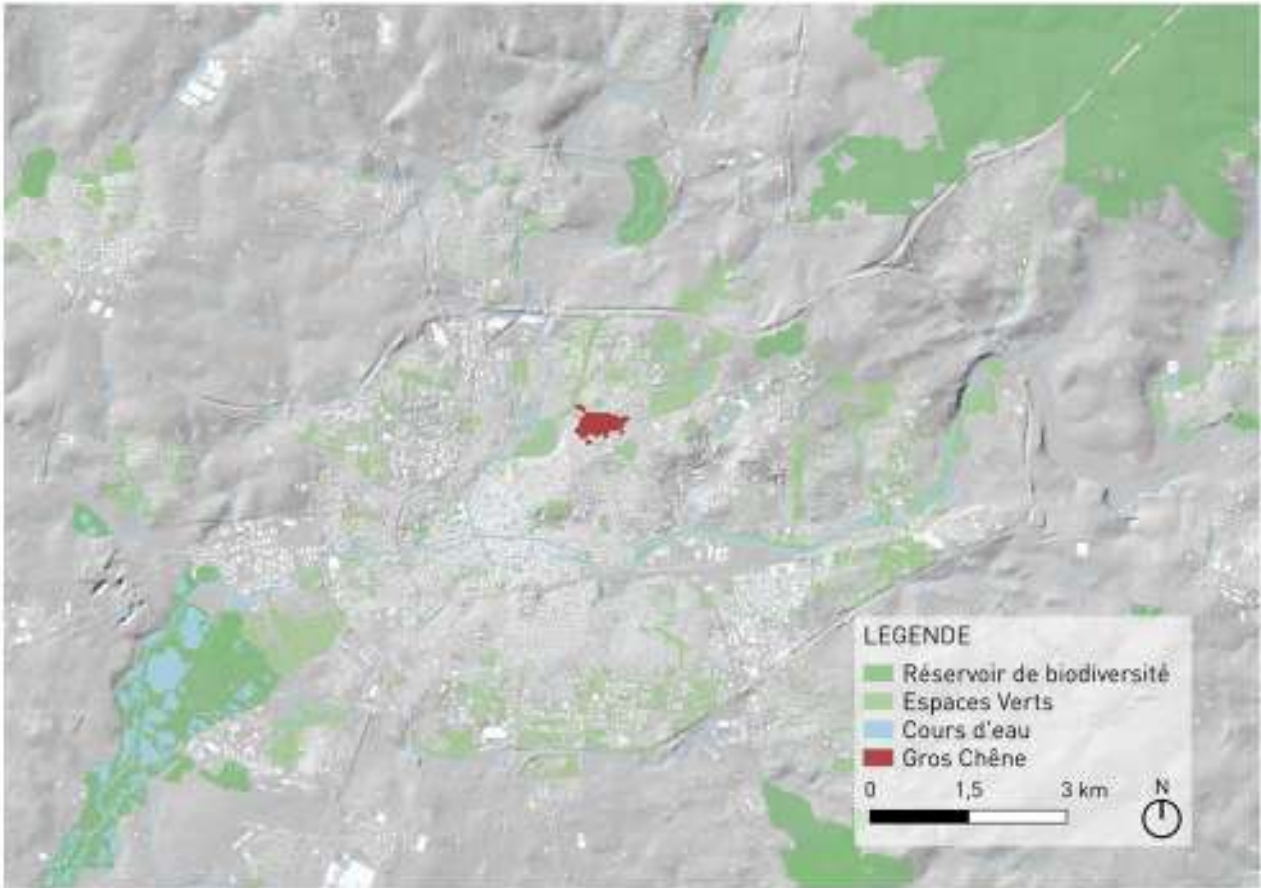 LEGENDE
Réservoir de biodiversité
Espaces Verts
Cours d'eau
Gros Chêne
0 1,5 3 km
N